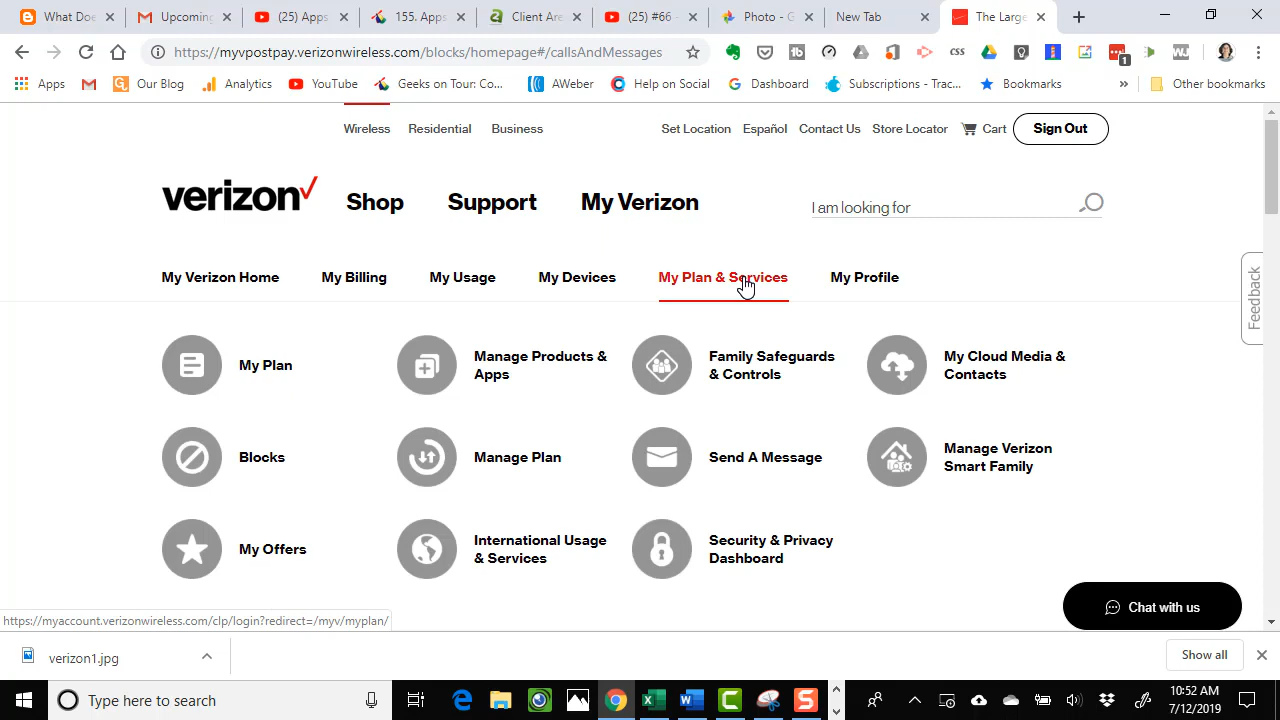 What Doe
Upcoming
(25) Apps
155. Apps
Client Are
(25) #66 -
Photo - G
New Tab
The Large
https://myvpostpay.verizonwireless.com/blocks/homepage#/callsAndMessages
CSS
1
Apps
Our Blog
Analytics
YouTube
Geeks on Tour: Co...
AWeber
Help on Social
Dashboard
Subscriptions - Trac...
Bookmarks
»
Other bookmarks
Wireless
Residential
Business
Set Location
Español
Contact Us
Store Locator
Cart
Sign Out
verizon
Shop
Support
My Verizon
I am looking for
My Verizon Home
My Billing
My Usage
My Devices
My Plan & Services
My Profile
Feedback
My Plan
Manage Products &
Apps
Family Safeguards
& Controls
My Cloud Media &
Contacts
Blocks
Manage Plan
Send A Message
Manage Verizon
Smart Family
My Offers
International Usage
& Services
Security & Privacy
Dashboard
Chat with us
https://myaccount.verizonwireless.com/clp/login?redirect=/myv/myplan/
verizon1.jpg
Show all
Type here to search
10:52 AM
7/12/2019